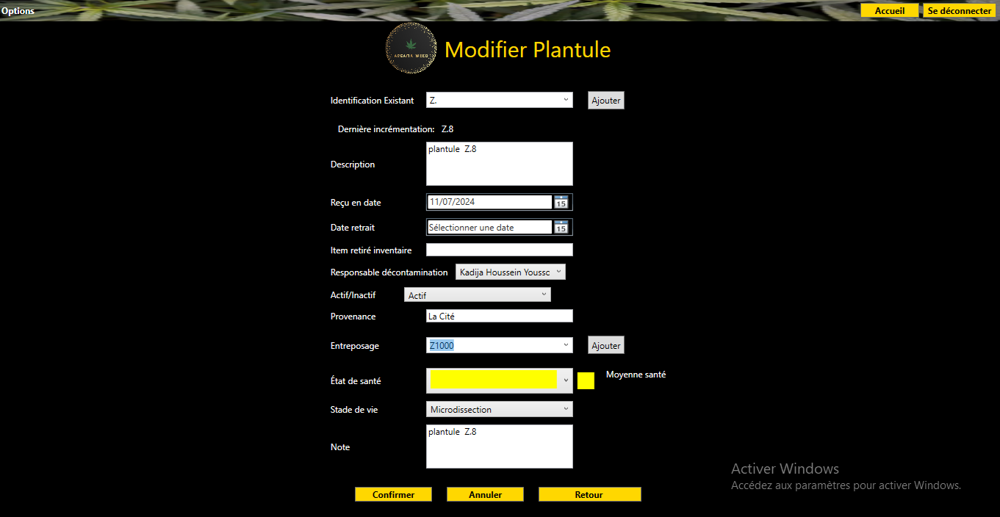 Options
Accueil
Se déconnecter
ARCANA WEED
Modifier Plantule
Identification Existant
Z.
Ajouter
Dernière incrémentation: Z.8
Description
plantule Z.8
Reçu en date
11/07/2024
15
Date retrait
Sélectionner une date
15
Item retiré inventaire
Responsable décontamination
Kadija Houssein Youssc
Actif/Inactif
Actif
Provenance
La Cité
Entreposage
Z1000
Ajouter
État de santé
Moyenne santé
Stade de vie
Microdissection
Note
plantule Z.8
Activer Windows
Accédez aux paramètres pour activer Windows.
Confirmer
Annuler
Retour